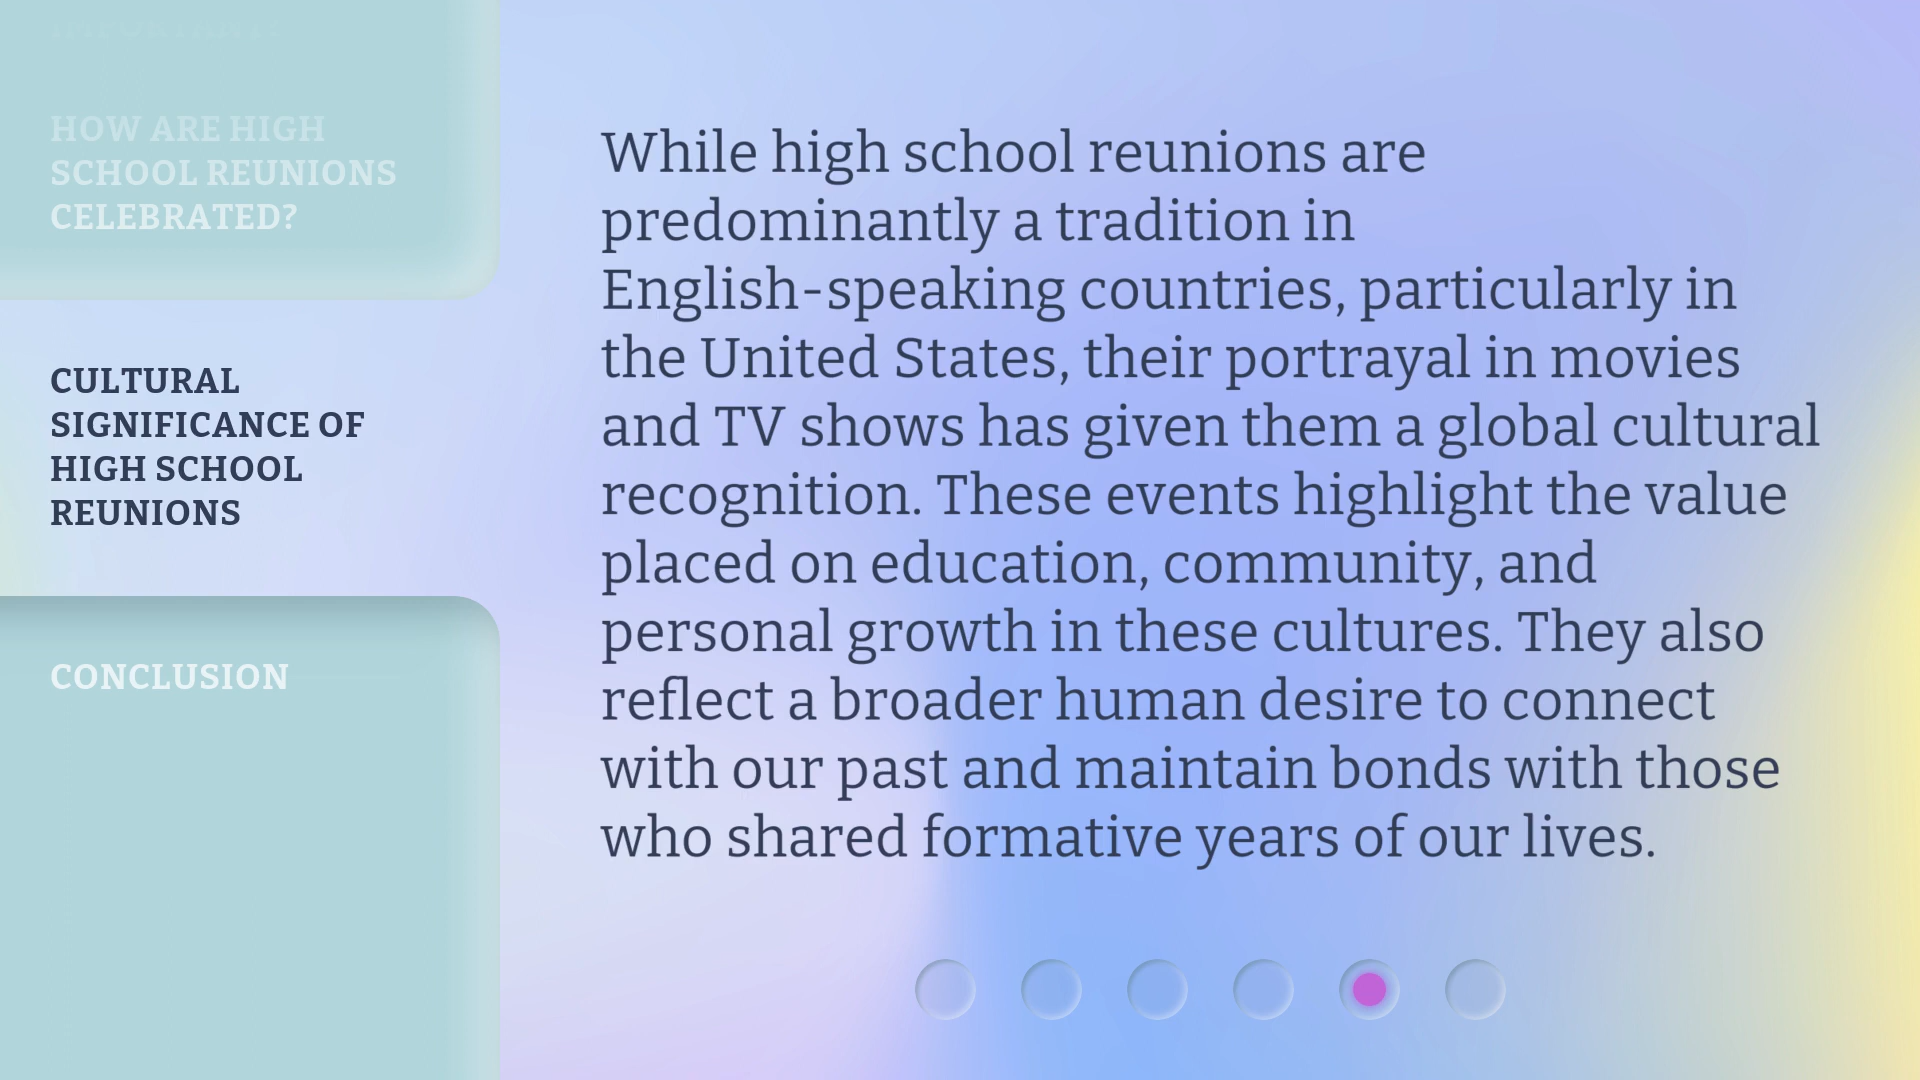 IMPORTANT?
HOW ARE HIGH
SCHOOL REUNIONS
CELEBRATED?
CULTURAL
SIGNIFICANCE OF
HIGH SCHOOL
REUNIONS
CONCLUSION
While high school reunions are
predominantly a tradition in
English-speaking countries, particularly in
the United States, their portrayal in movies
and TV shows has given them a global cultural
recognition. These events highlight the value
placed on education, community, and
personal growth in these cultures. They also
reflect a broader human desire to connect
with our past and maintain bonds with those
who shared formative years of our lives.